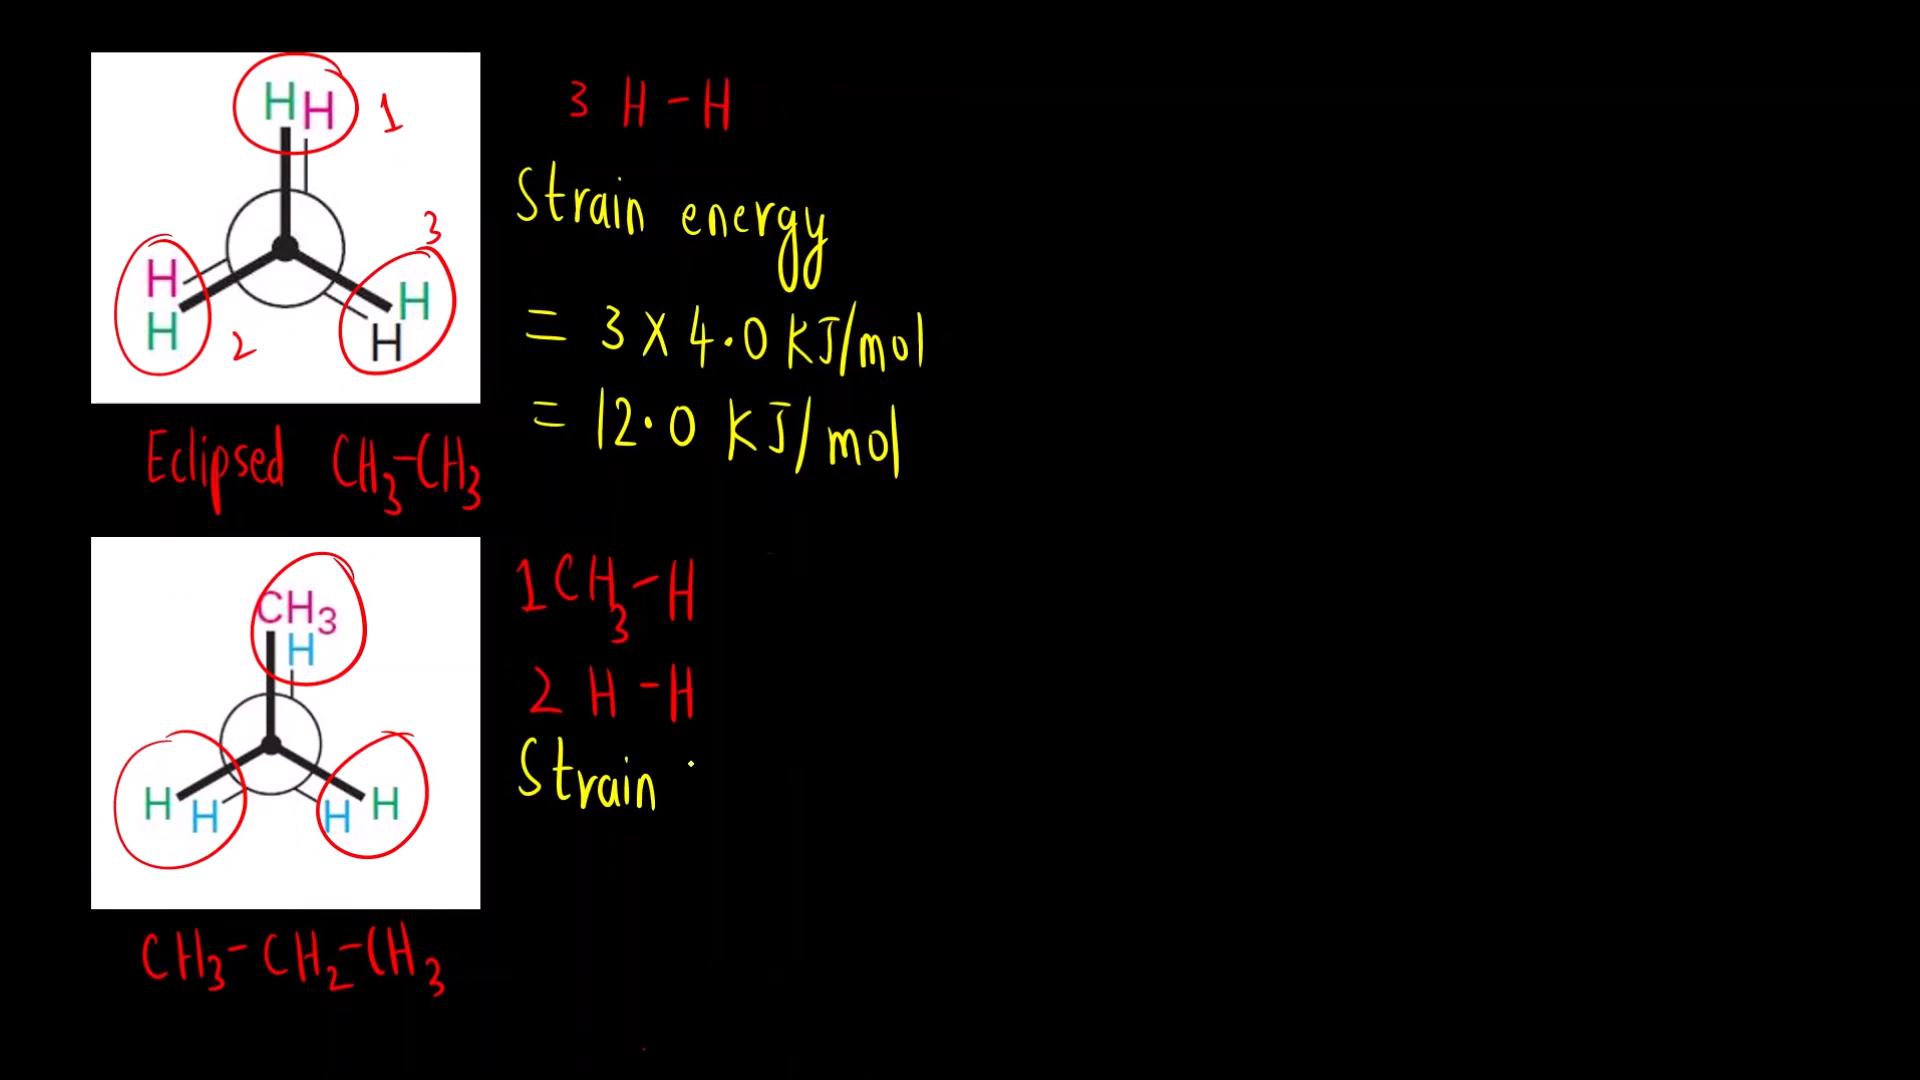 H H 1
3
H H
H 2 H
Eclipsed CH3-CH3
3 H-H
Strain energy
= 3 x 4.0 KJ/mol
= 12.0 KJ/mol
CH3
H
H H H H
CH3-CH2-CH3
1 CH3-H
2 H-H
Strain